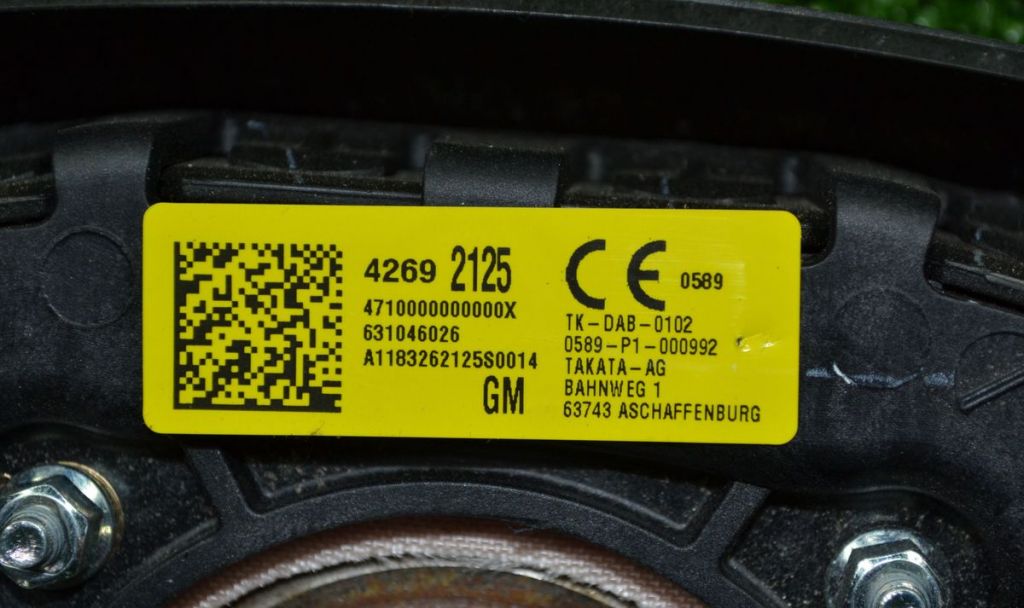 4269 2125
4710000000000X
631046026
A1183262125S0014
GM
CE 0589
TK-DAB-0102
0589-P1-000992
TAKATA-AG
BAHNWEG 1
63743 ASCHAFFENBURG